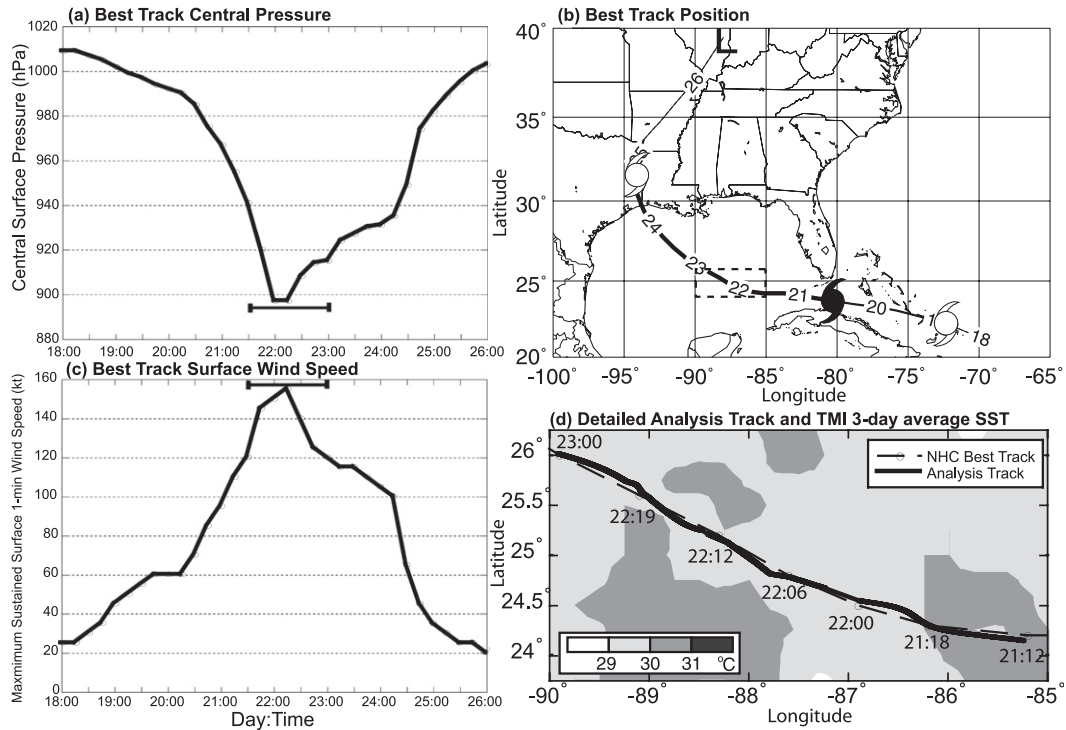 (a) Best Track Central Pressure
Central Surface Pressure (hPa)
1020
1000
980
960
940
920
900
880
18:00 19:00 20:00 21:00 22:00 23:00 24:00 25:00 26:00
(b) Best Track Position
Latitude
40°
35°
30°
25°
20°
L
26
24
23
22
21
20
18
-100° -95° -90° -85° -80° -75° -70° -65°
Longitude
(c) Best Track Surface Wind Speed
Maxmimum Sustained Surface 1-min Wind Speed (kt)
160
140
120
100
80
60
40
20
0
18:00 19:00 20:00 21:00 22:00 23:00 24:00 25:00 26:00
Day:Time
(d) Detailed Analysis Track and TMI 3-day average SST
Latitude
26°
25.5°
25°
24.5°
24°
NHC Best Track
Analysis Track
23:00
22:19
22:12
22:06
22:00
21:18
21:12
29 30 31 °C
-90° -89° -88° -87° -86° -85°
Longitude